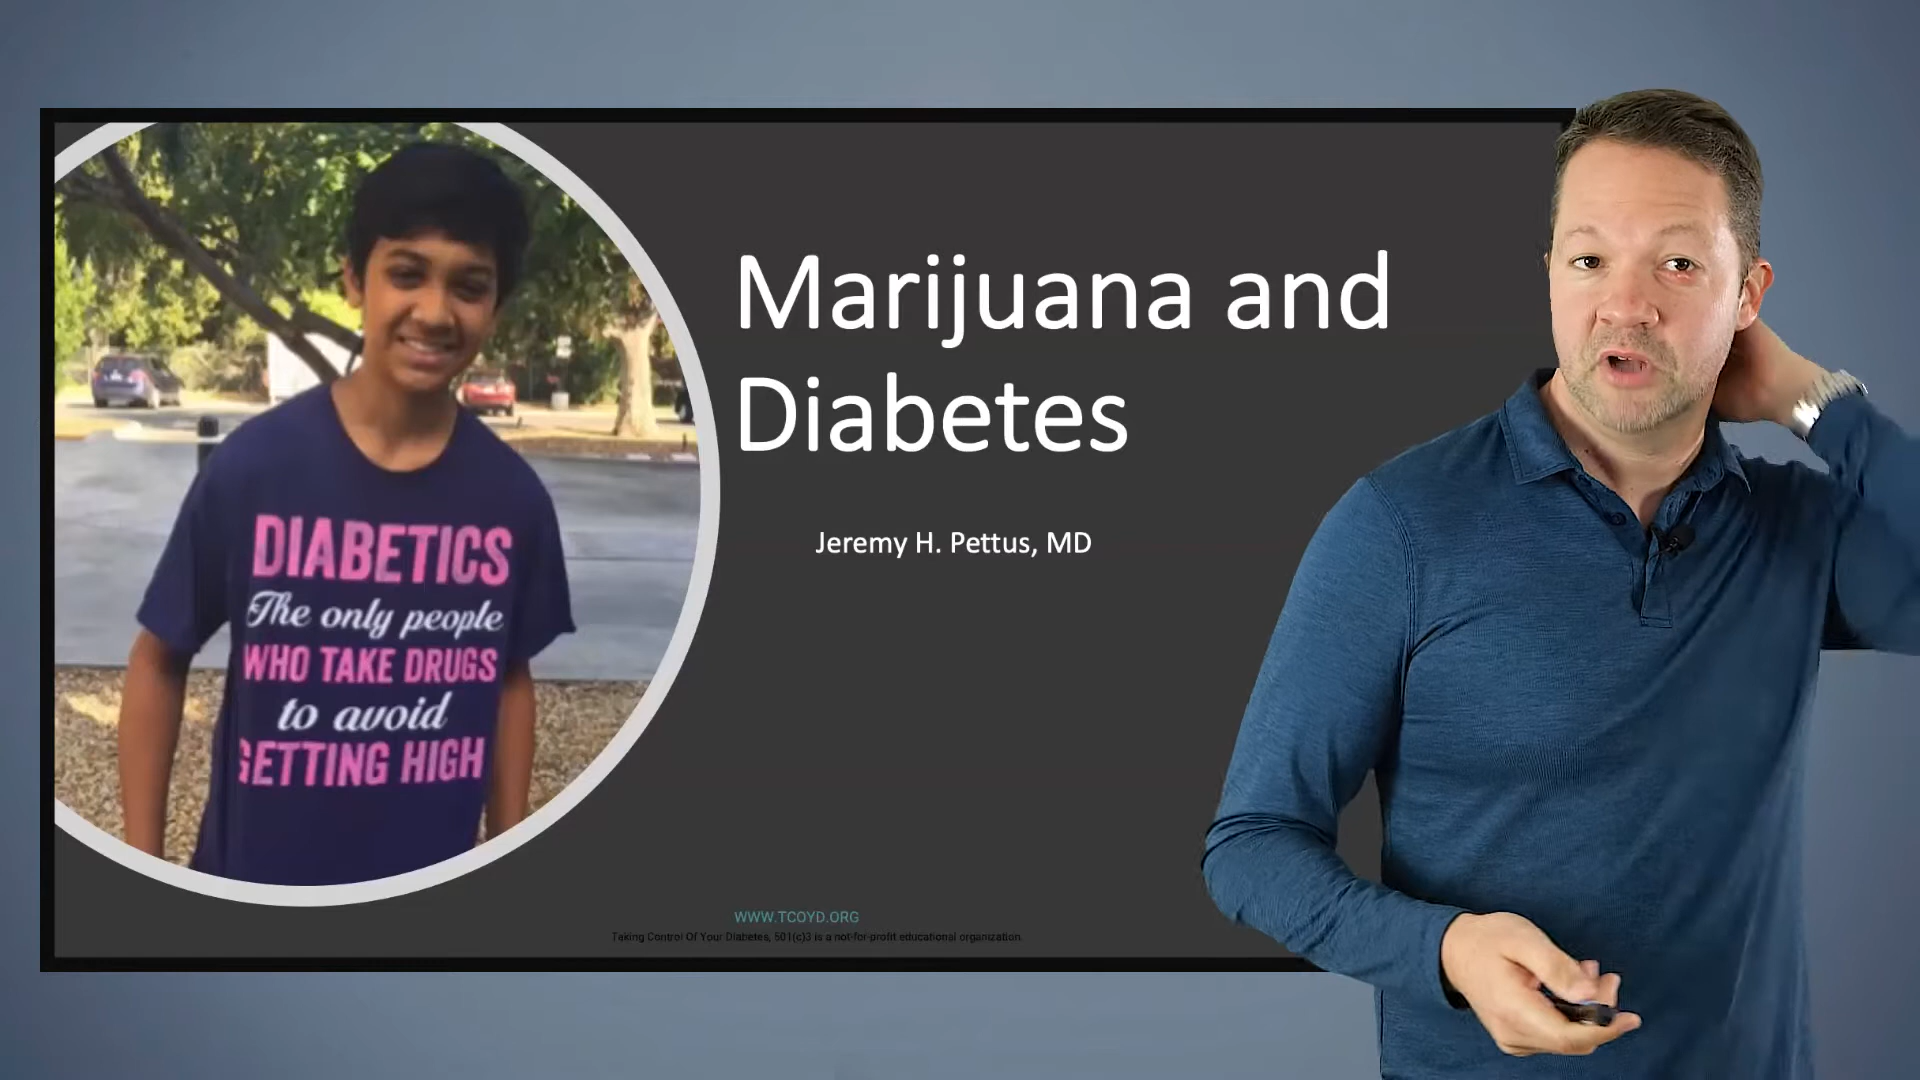 Marijuana and
Diabetes
Jeremy H. Pettus, MD
DIABETICS
The only people
WHO TAKE DRUGS
to avoid
GETTING HIGH
WWW.TCOYD.ORG
Taking Control Of Your Diabetes, 501(c)3 is a not-for-profit educational organization.